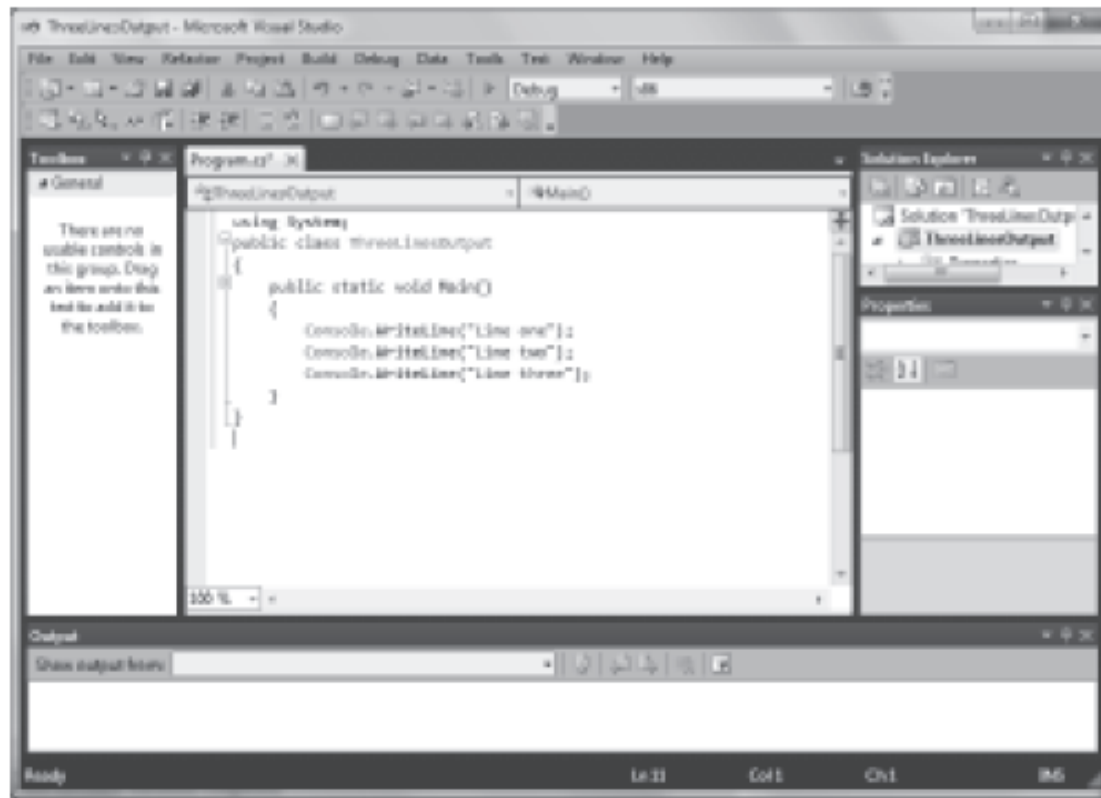 ThreeLinesOutput - Microsoft Visual Studio
File Edit View Refactor Project Build Debug Data Tools Test Window Help
Debug x86
Toolbox
General
There are no
usable controls in
this group. Drag
an item onto this
text to add it to
the toolbox.
Program.cs*
ThreeLinesOutput Main()
using System;
public class ThreeLinesOutput
{
public static void Main()
{
Console.WriteLine("Line one");
Console.WriteLine("Line two");
Console.WriteLine("Line three");
}
}
100 %
Solution Explorer
Solution 'ThreeLinesOutp
ThreeLinesOutput
Properties
Properties
Output
Show output from:
Ready Ln 11 Col 1 Ch 1 INS